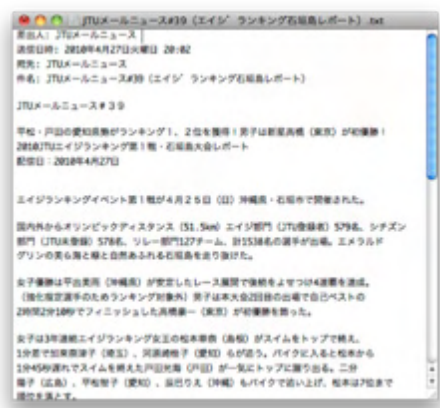 JTUメールニュース#39（エイジ゛ランキング石垣島レポート）.txt
差出人: JTUメールニュース
送信日時: 2010年4月27日火曜日 20:02
宛先: JTUメールニュース
件名: JTUメールニュース#39（エイジ゛ランキング石垣島レポート）
JTUメールニュース＃３９
平松・戸田の愛知県勢がランキング１、２位を獲得！男子は新星高橋（東京）が初優勝！
2010JTUエイジランキング第１戦・石垣島大会レポート
配信日：2010年4月27日
エイジランキングイベント第１戦が４月２５日（日）沖縄県・石垣市で開催された。
国内外からオリンピックディスタンス（51.5km）エイジ部門（JTU登録者）579名、シチズン
部門（JTU未登録）578名、リレー部門127チーム、計1538名の選手が出場。エメラルド
グリンの美ら海と緑と自然あふれる石垣島を走り抜けた。
女子優勝は平出美雨（沖縄県）が安定したレース展開で後続をよせつけ4連覇を達成。
（強化指定選手のためランキング対象外）男子は本大会2回目の出場で自己ベストの
2時間2分10秒でフィニッシュした高橋豪一（東京）が初優勝を飾った。
女子は3年連続エイジランキング女王の松本華奈（島根）がスイムをトップで終え、
1分差で加東亜津子（埼玉）、河原崎桃子（愛知）らが追う。バイクに入ると松本から
1分45秒遅れでスイムを終えた戸田光海（戸田）が一気にトップに躍り出る。二分
陽子（広島）、平松智子（愛知）、辰巳りえ（沖縄）もバイクで追い上げ、松本は7位まで
順位を落とす。